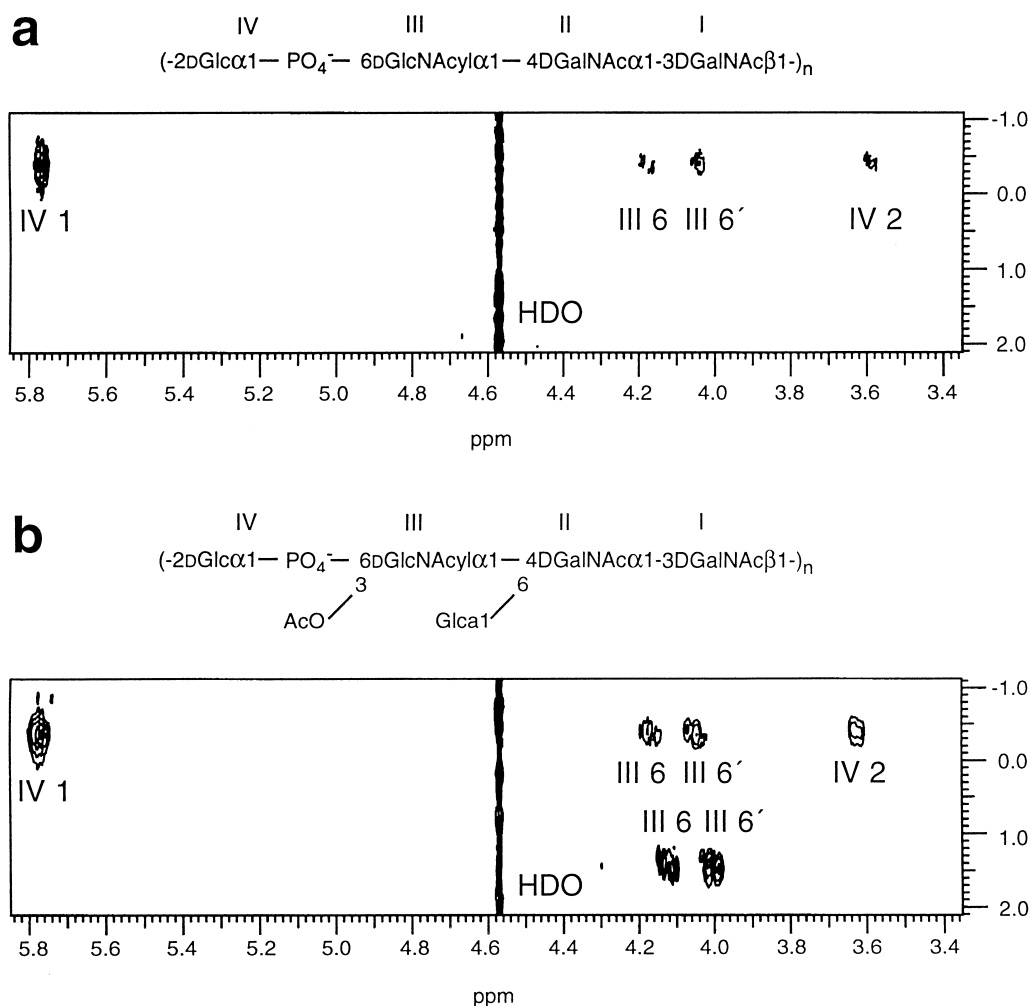 a
IV III II I
(-2DGlcα1— PO₄⁻— 6DGlcNAcylα1— 4DGalNAcα1-3DGalNAcβ1-)n
-1.0
0.0
IV 1 III 6 III 6´ IV 2
1.0
HDO
2.0
5.8 5.6 5.4 5.2 5.0 4.8 4.6 4.4 4.2 4.0 3.8 3.6 3.4
ppm
b
IV III II I
(-2DGlcα1— PO₄⁻— 6DGlcNAcylα1— 4DGalNAcα1-3DGalNAcβ1-)n
3 6
AcO Glca1
-1.0
0.0
III 6 III 6´ IV 2
IV 1
III 6 III 6´
1.0
HDO
2.0
5.8 5.6 5.4 5.2 5.0 4.8 4.6 4.4 4.2 4.0 3.8 3.6 3.4
ppm